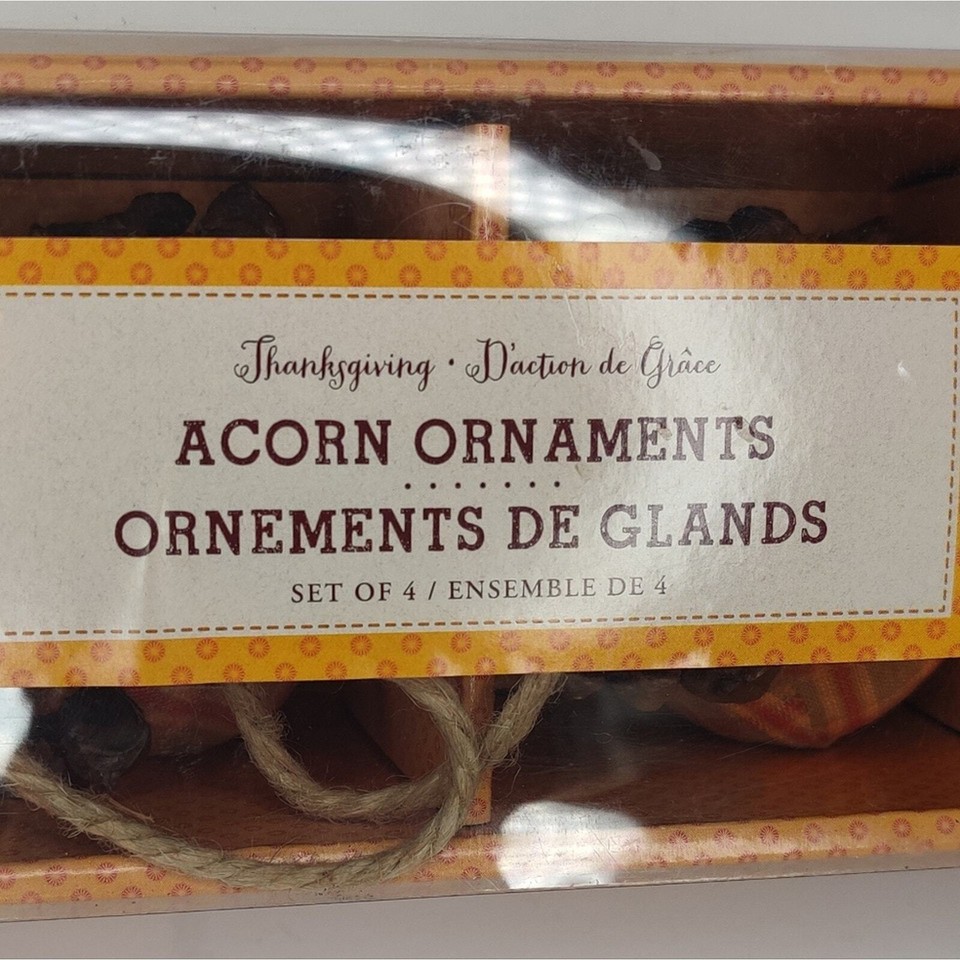 Thanksgiving · D'action de Grâce
ACORN ORNAMENTS
ORNEMENTS DE GLANDS
SET OF 4 / ENSEMBLE DE 4